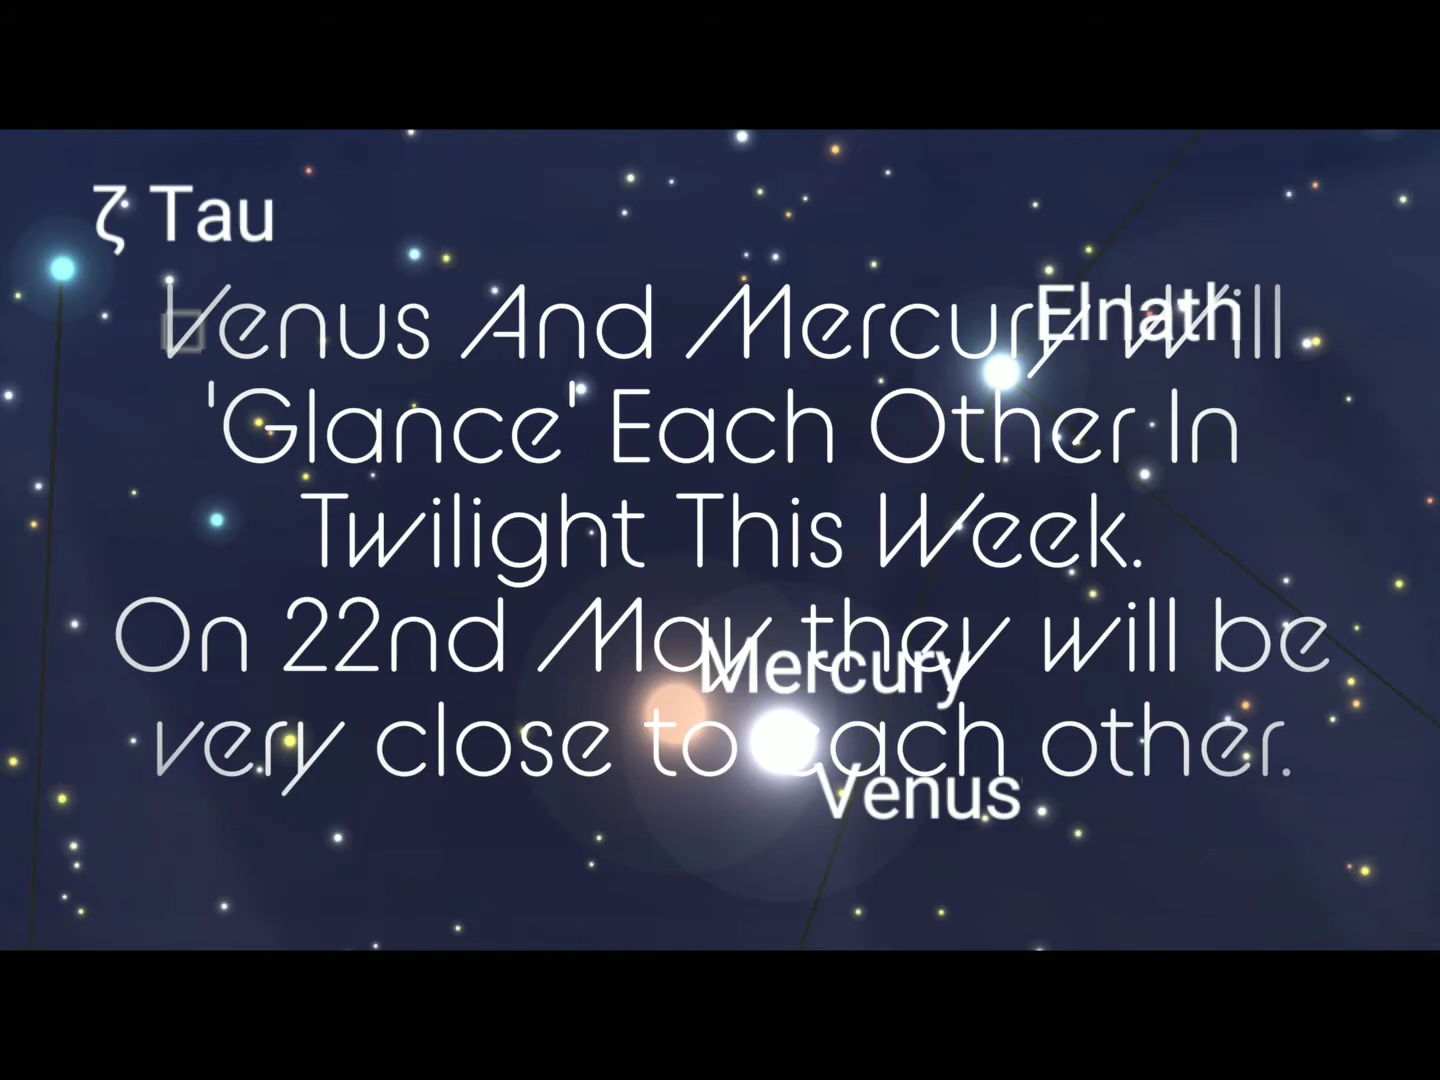 ζ Tau
Elnath
Venus And Mercury Will
'Glance' Each Other In
Twilight This Week.
On 22nd May they will be
very close to each other.
Mercury
Venus